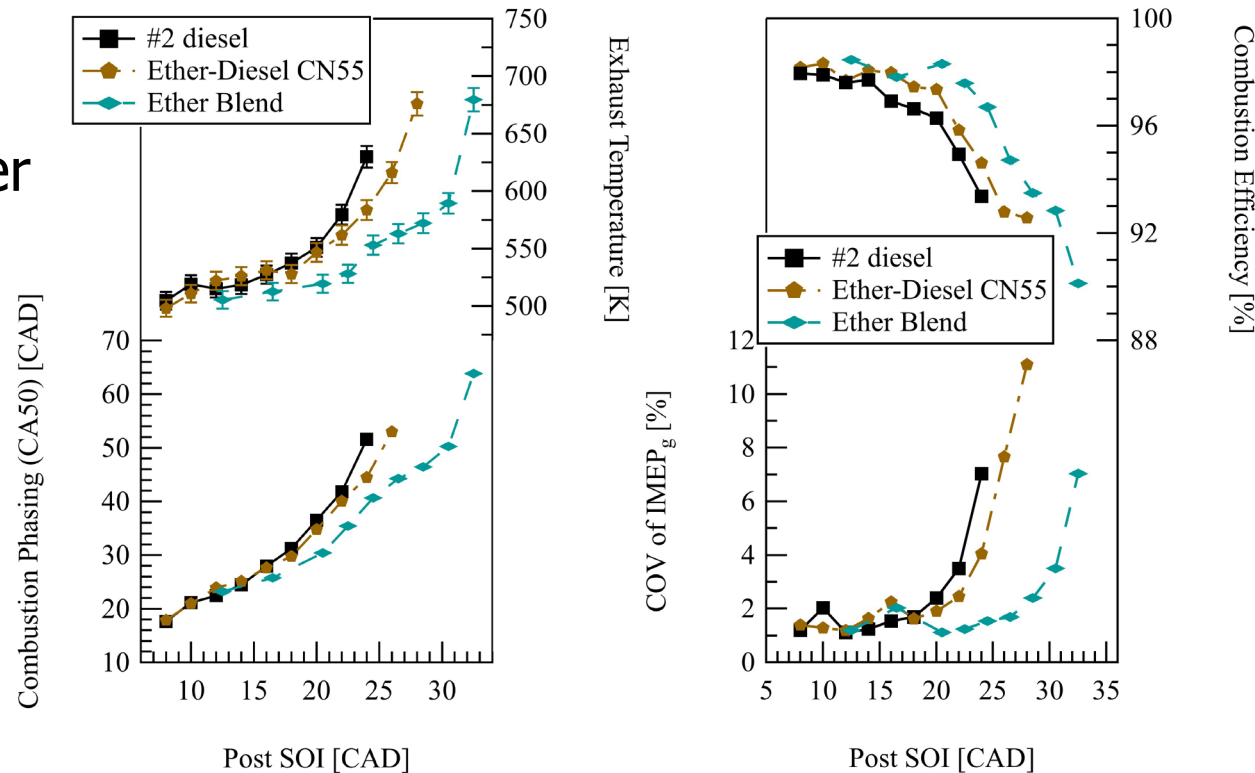 er
#2 diesel
Ether-Diesel CN55
Ether Blend
750
700
650
600
550
500
Exhaust Temperature [K]
70
60
50
40
30
20
10
Combustion Phasing (CA50) [CAD]
10 15 20 25 30
Post SOI [CAD]
100
96
92
88
Combustion Efficiency [%]
#2 diesel
Ether-Diesel CN55
Ether Blend
12
10
8
6
4
2
0
COV of IMEPg [%]
5 10 15 20 25 30 35
Post SOI [CAD]